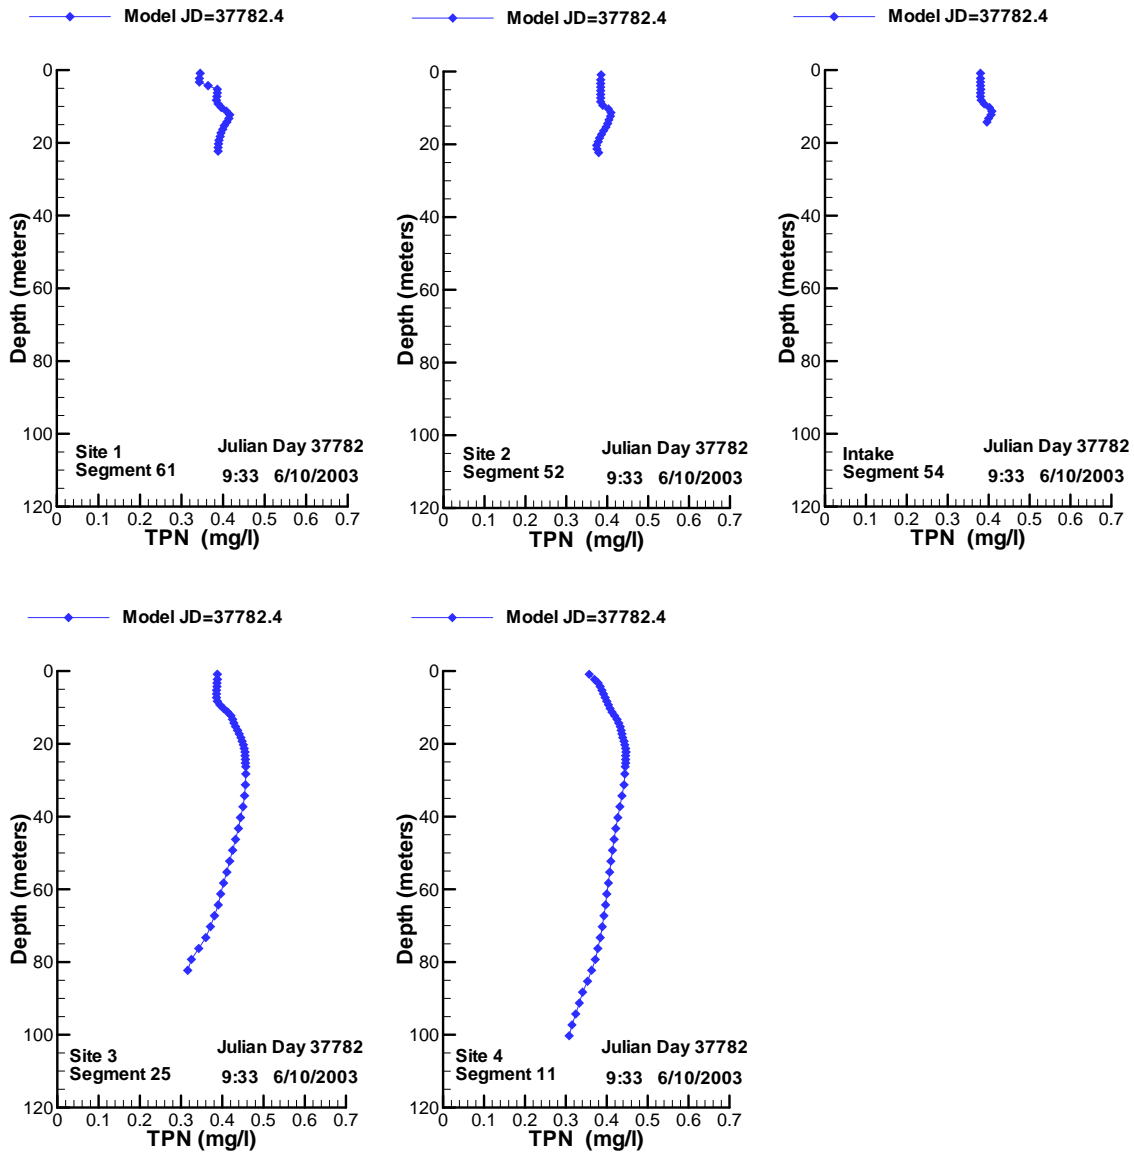 Model JD=37782.4
0
20
40
60
80
100
120
Depth (meters)
Site 1
Segment 61
Julian Day 37782
9:33 6/10/2003
0 0.1 0.2 0.3 0.4 0.5 0.6 0.7
TPN (mg/l)
Model JD=37782.4
0
20
40
60
80
100
120
Depth (meters)
Site 2
Segment 52
Julian Day 37782
9:33 6/10/2003
0 0.1 0.2 0.3 0.4 0.5 0.6 0.7
TPN (mg/l)
Model JD=37782.4
0
20
40
60
80
100
120
Depth (meters)
Intake
Segment 54
Julian Day 37782
9:33 6/10/2003
0 0.1 0.2 0.3 0.4 0.5 0.6 0.7
TPN (mg/l)
Model JD=37782.4
0
20
40
60
80
100
120
Depth (meters)
Site 3
Segment 25
Julian Day 37782
9:33 6/10/2003
0 0.1 0.2 0.3 0.4 0.5 0.6 0.7
TPN (mg/l)
Model JD=37782.4
0
20
40
60
80
100
120
Depth (meters)
Site 4
Segment 11
Julian Day 37782
9:33 6/10/2003
0 0.1 0.2 0.3 0.4 0.5 0.6 0.7
TPN (mg/l)